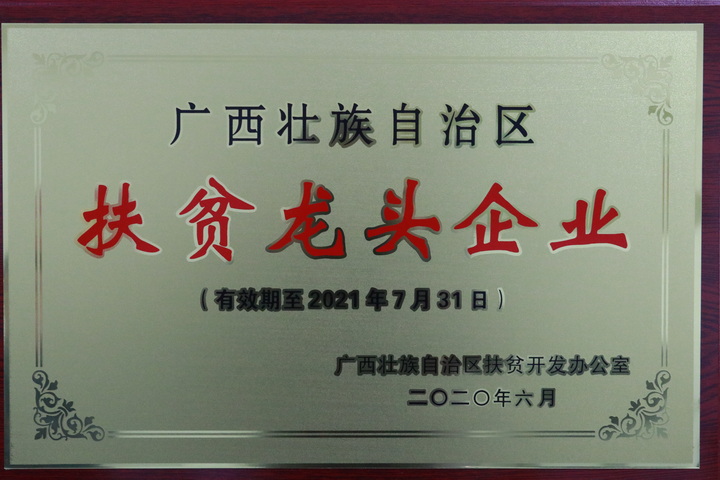 广西壮族自治区
扶贫龙头企业
（有效期至2021年7月31日）
广西壮族自治区扶贫开发办公室
二〇二〇年六月